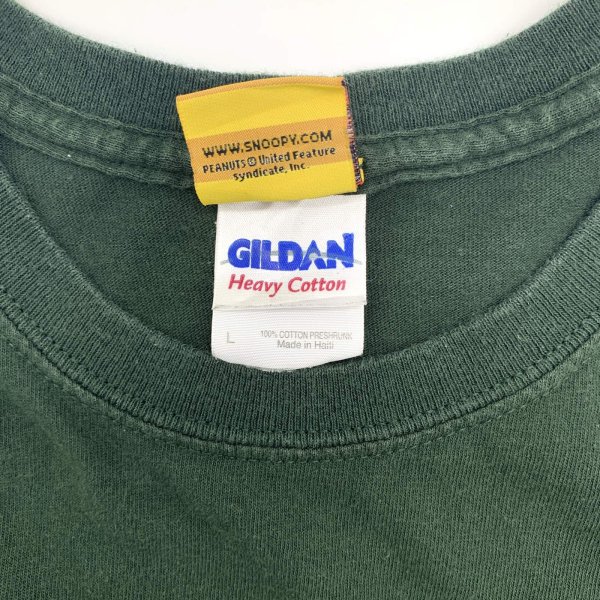 WWW.SNOOPY.COM
PEANUTS © United Feature
syndicate, Inc.
GILDAN
Heavy Cotton
L
100% COTTON PRESHRUNK
Made in Haiti